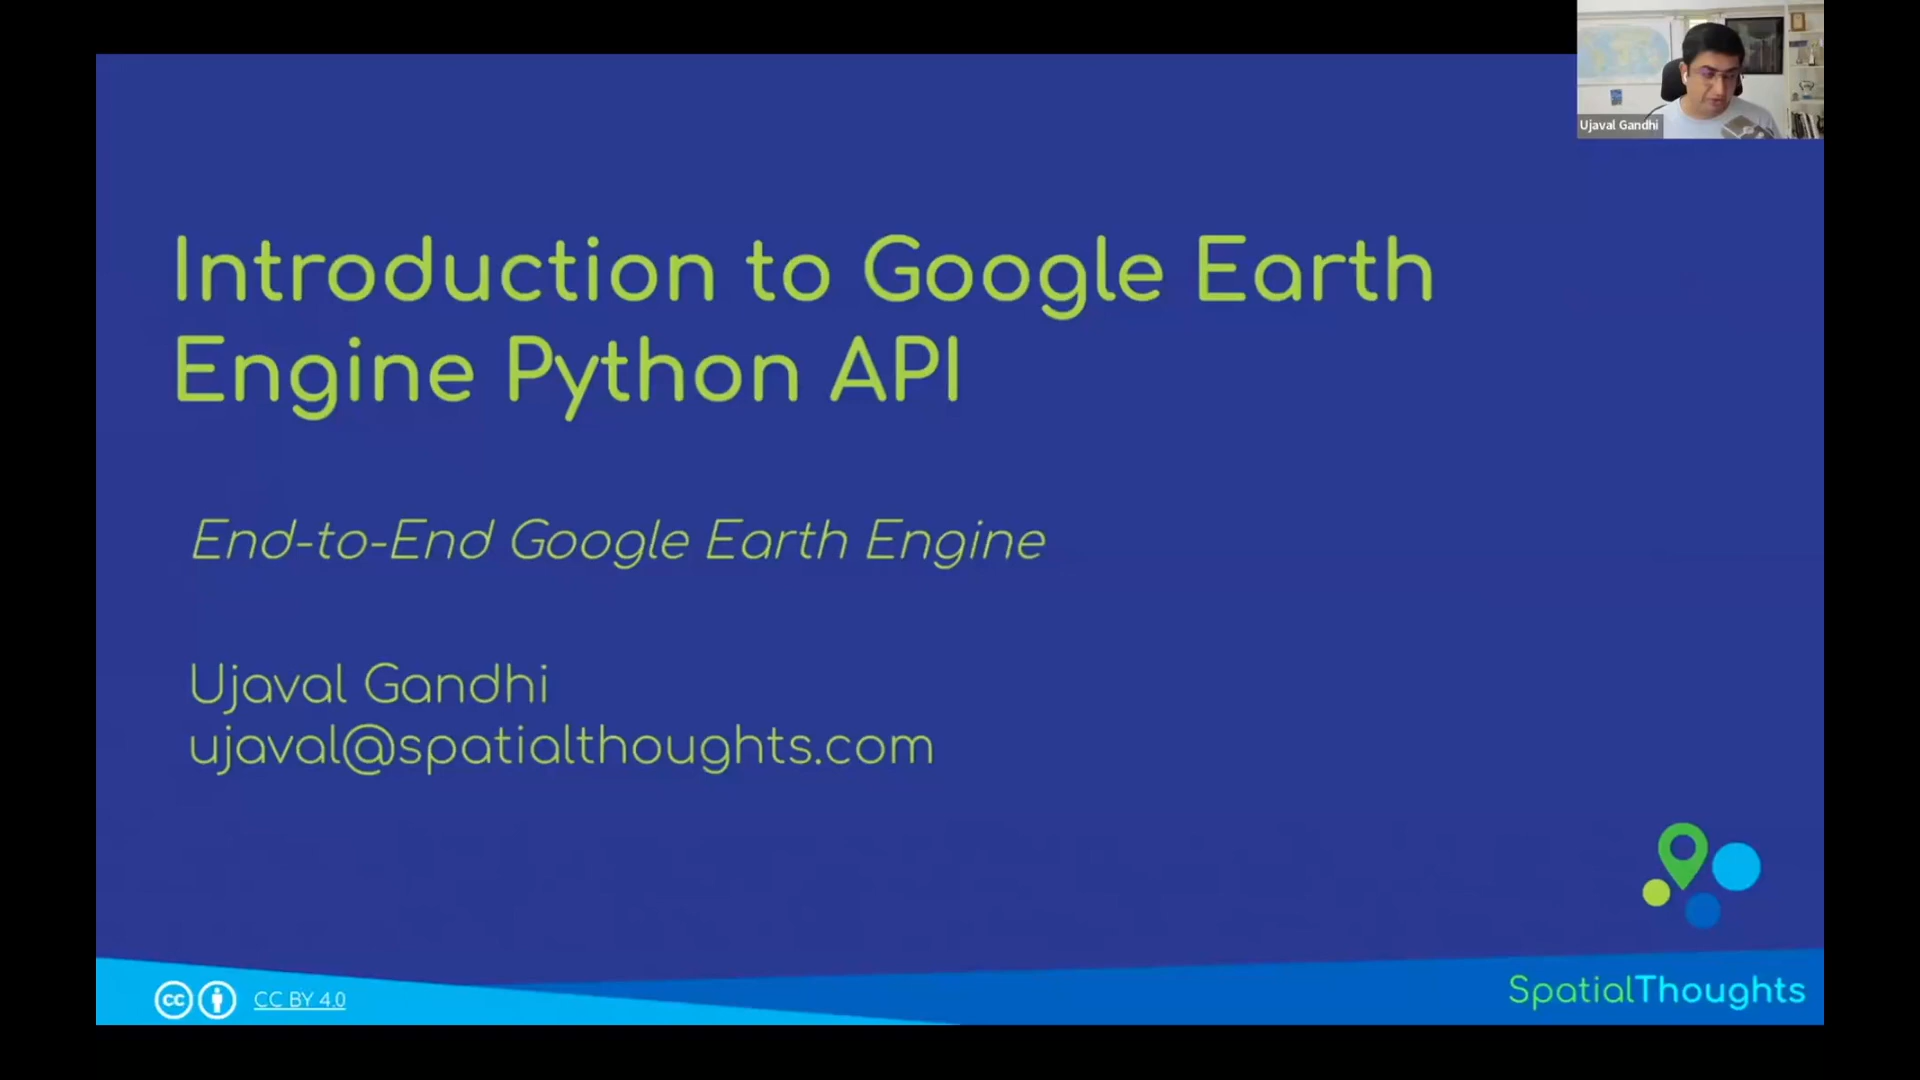 Ujaval Gandhi
Introduction to Google Earth
Engine Python API
End-to-End Google Earth Engine
Ujaval Gandhi
ujaval@spatialthoughts.com
cc
CC BY 4.0
SpatialThoughts